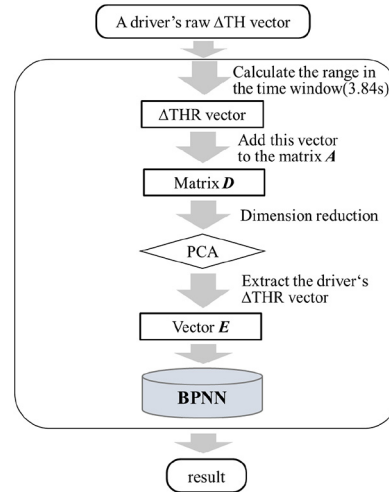 A driver's raw ΔTH vector
Calculate the range in
the time window(3.84s)
ΔTHR vector
Add this vector
to the matrix A
Matrix D
Dimension reduction
PCA
Extract the driver‘s
ΔTHR vector
Vector E
BPNN
result